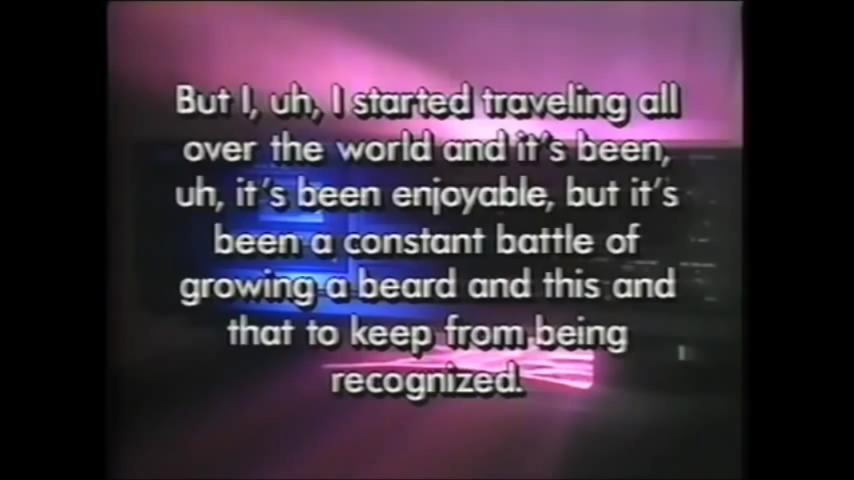 But I, uh, I started traveling all
over the world and it's been,
uh, it's been enjoyable, but it's
been a constant battle of
growing a beard and this and
that to keep from being
recognized.